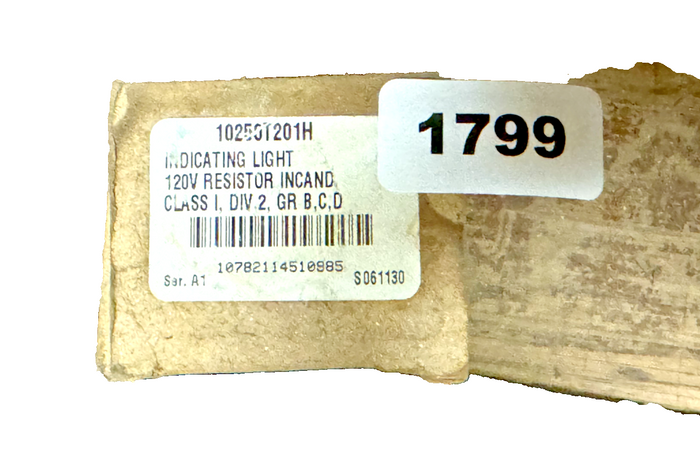 10250T201H
INDICATING LIGHT
120V RESISTOR INCAND
CLASS I, DIV.2, GR B,C,D
10782114510985
Ser. A1 S061130
1799